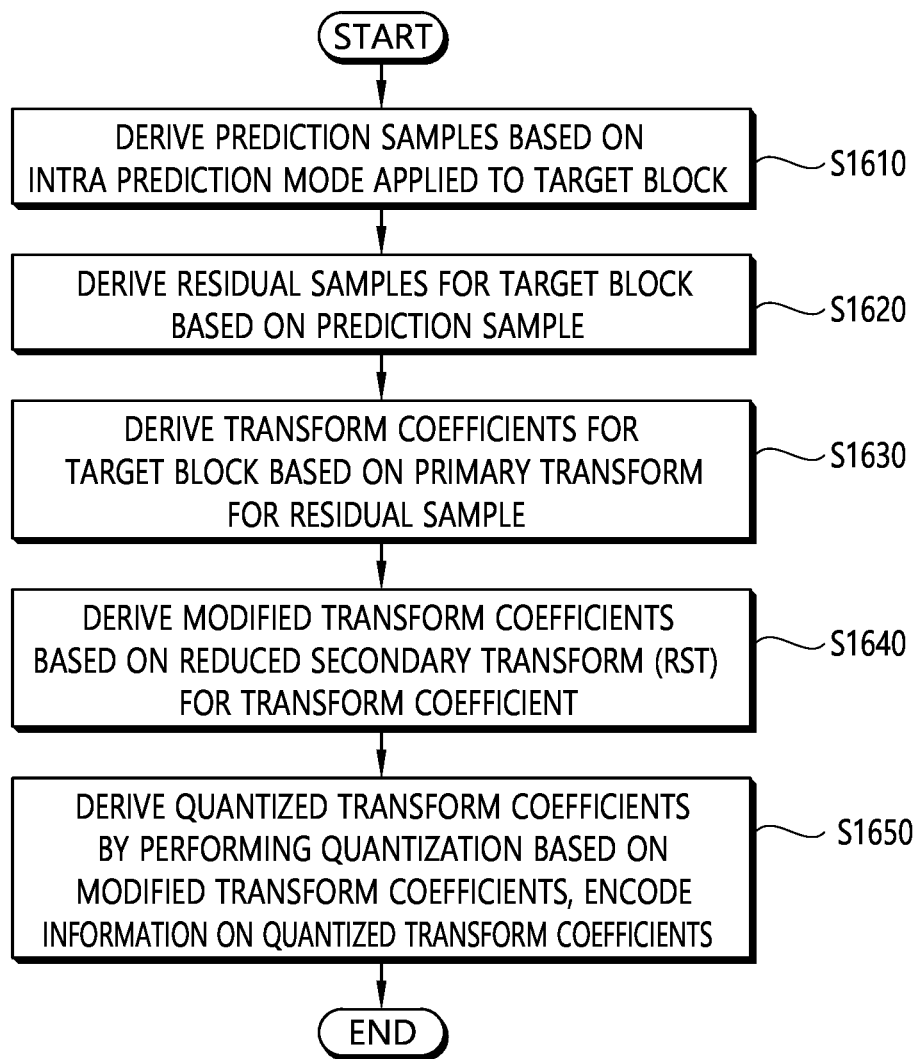 START
DERIVE PREDICTION SAMPLES BASED ON
INTRA PREDICTION MODE APPLIED TO TARGET BLOCK
S1610
DERIVE RESIDUAL SAMPLES FOR TARGET BLOCK
BASED ON PREDICTION SAMPLE
S1620
DERIVE TRANSFORM COEFFICIENTS FOR
TARGET BLOCK BASED ON PRIMARY TRANSFORM
FOR RESIDUAL SAMPLE
S1630
DERIVE MODIFIED TRANSFORM COEFFICIENTS
BASED ON REDUCED SECONDARY TRANSFORM (RST)
FOR TRANSFORM COEFFICIENT
S1640
DERIVE QUANTIZED TRANSFORM COEFFICIENTS
BY PERFORMING QUANTIZATION BASED ON
MODIFIED TRANSFORM COEFFICIENTS, ENCODE
INFORMATION ON QUANTIZED TRANSFORM COEFFICIENTS
S1650
END